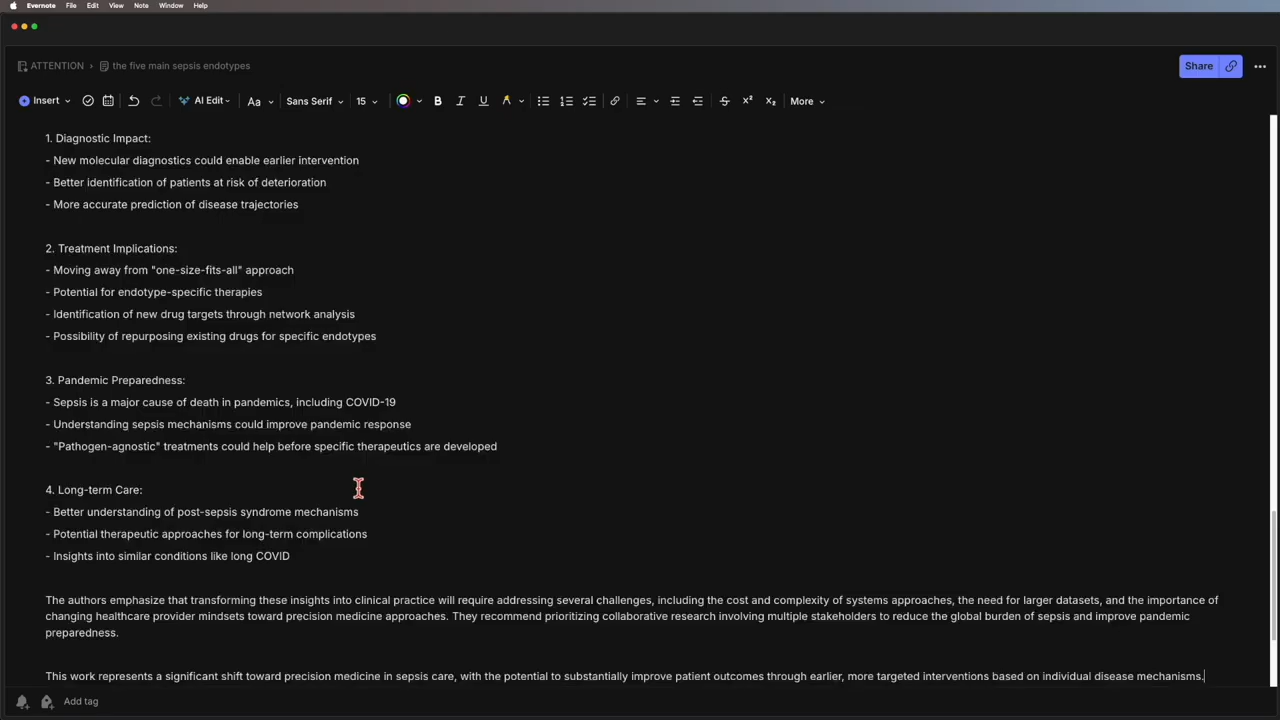 Evernote File Edit View Note Window Help
ATTENTION › the five main sepsis endotypes
Share
Insert AI Edit Aa Sans Serif 15 B I U S X² X₂ More
1. Diagnostic Impact:
- New molecular diagnostics could enable earlier intervention
- Better identification of patients at risk of deterioration
- More accurate prediction of disease trajectories
2. Treatment Implications:
- Moving away from "one-size-fits-all" approach
- Potential for endotype-specific therapies
- Identification of new drug targets through network analysis
- Possibility of repurposing existing drugs for specific endotypes
3. Pandemic Preparedness:
- Sepsis is a major cause of death in pandemics, including COVID-19
- Understanding sepsis mechanisms could improve pandemic response
- "Pathogen-agnostic" treatments could help before specific therapeutics are developed
4. Long-term Care:
- Better understanding of post-sepsis syndrome mechanisms
- Potential therapeutic approaches for long-term complications
- Insights into similar conditions like long COVID
The authors emphasize that transforming these insights into clinical practice will require addressing several challenges, including the cost and complexity of systems approaches, the need for larger datasets, and the importance of
changing healthcare provider mindsets toward precision medicine approaches. They recommend prioritizing collaborative research involving multiple stakeholders to reduce the global burden of sepsis and improve pandemic
preparedness.
This work represents a significant shift toward precision medicine in sepsis care, with the potential to substantially improve patient outcomes through earlier, more targeted interventions based on individual disease mechanisms.
Add tag